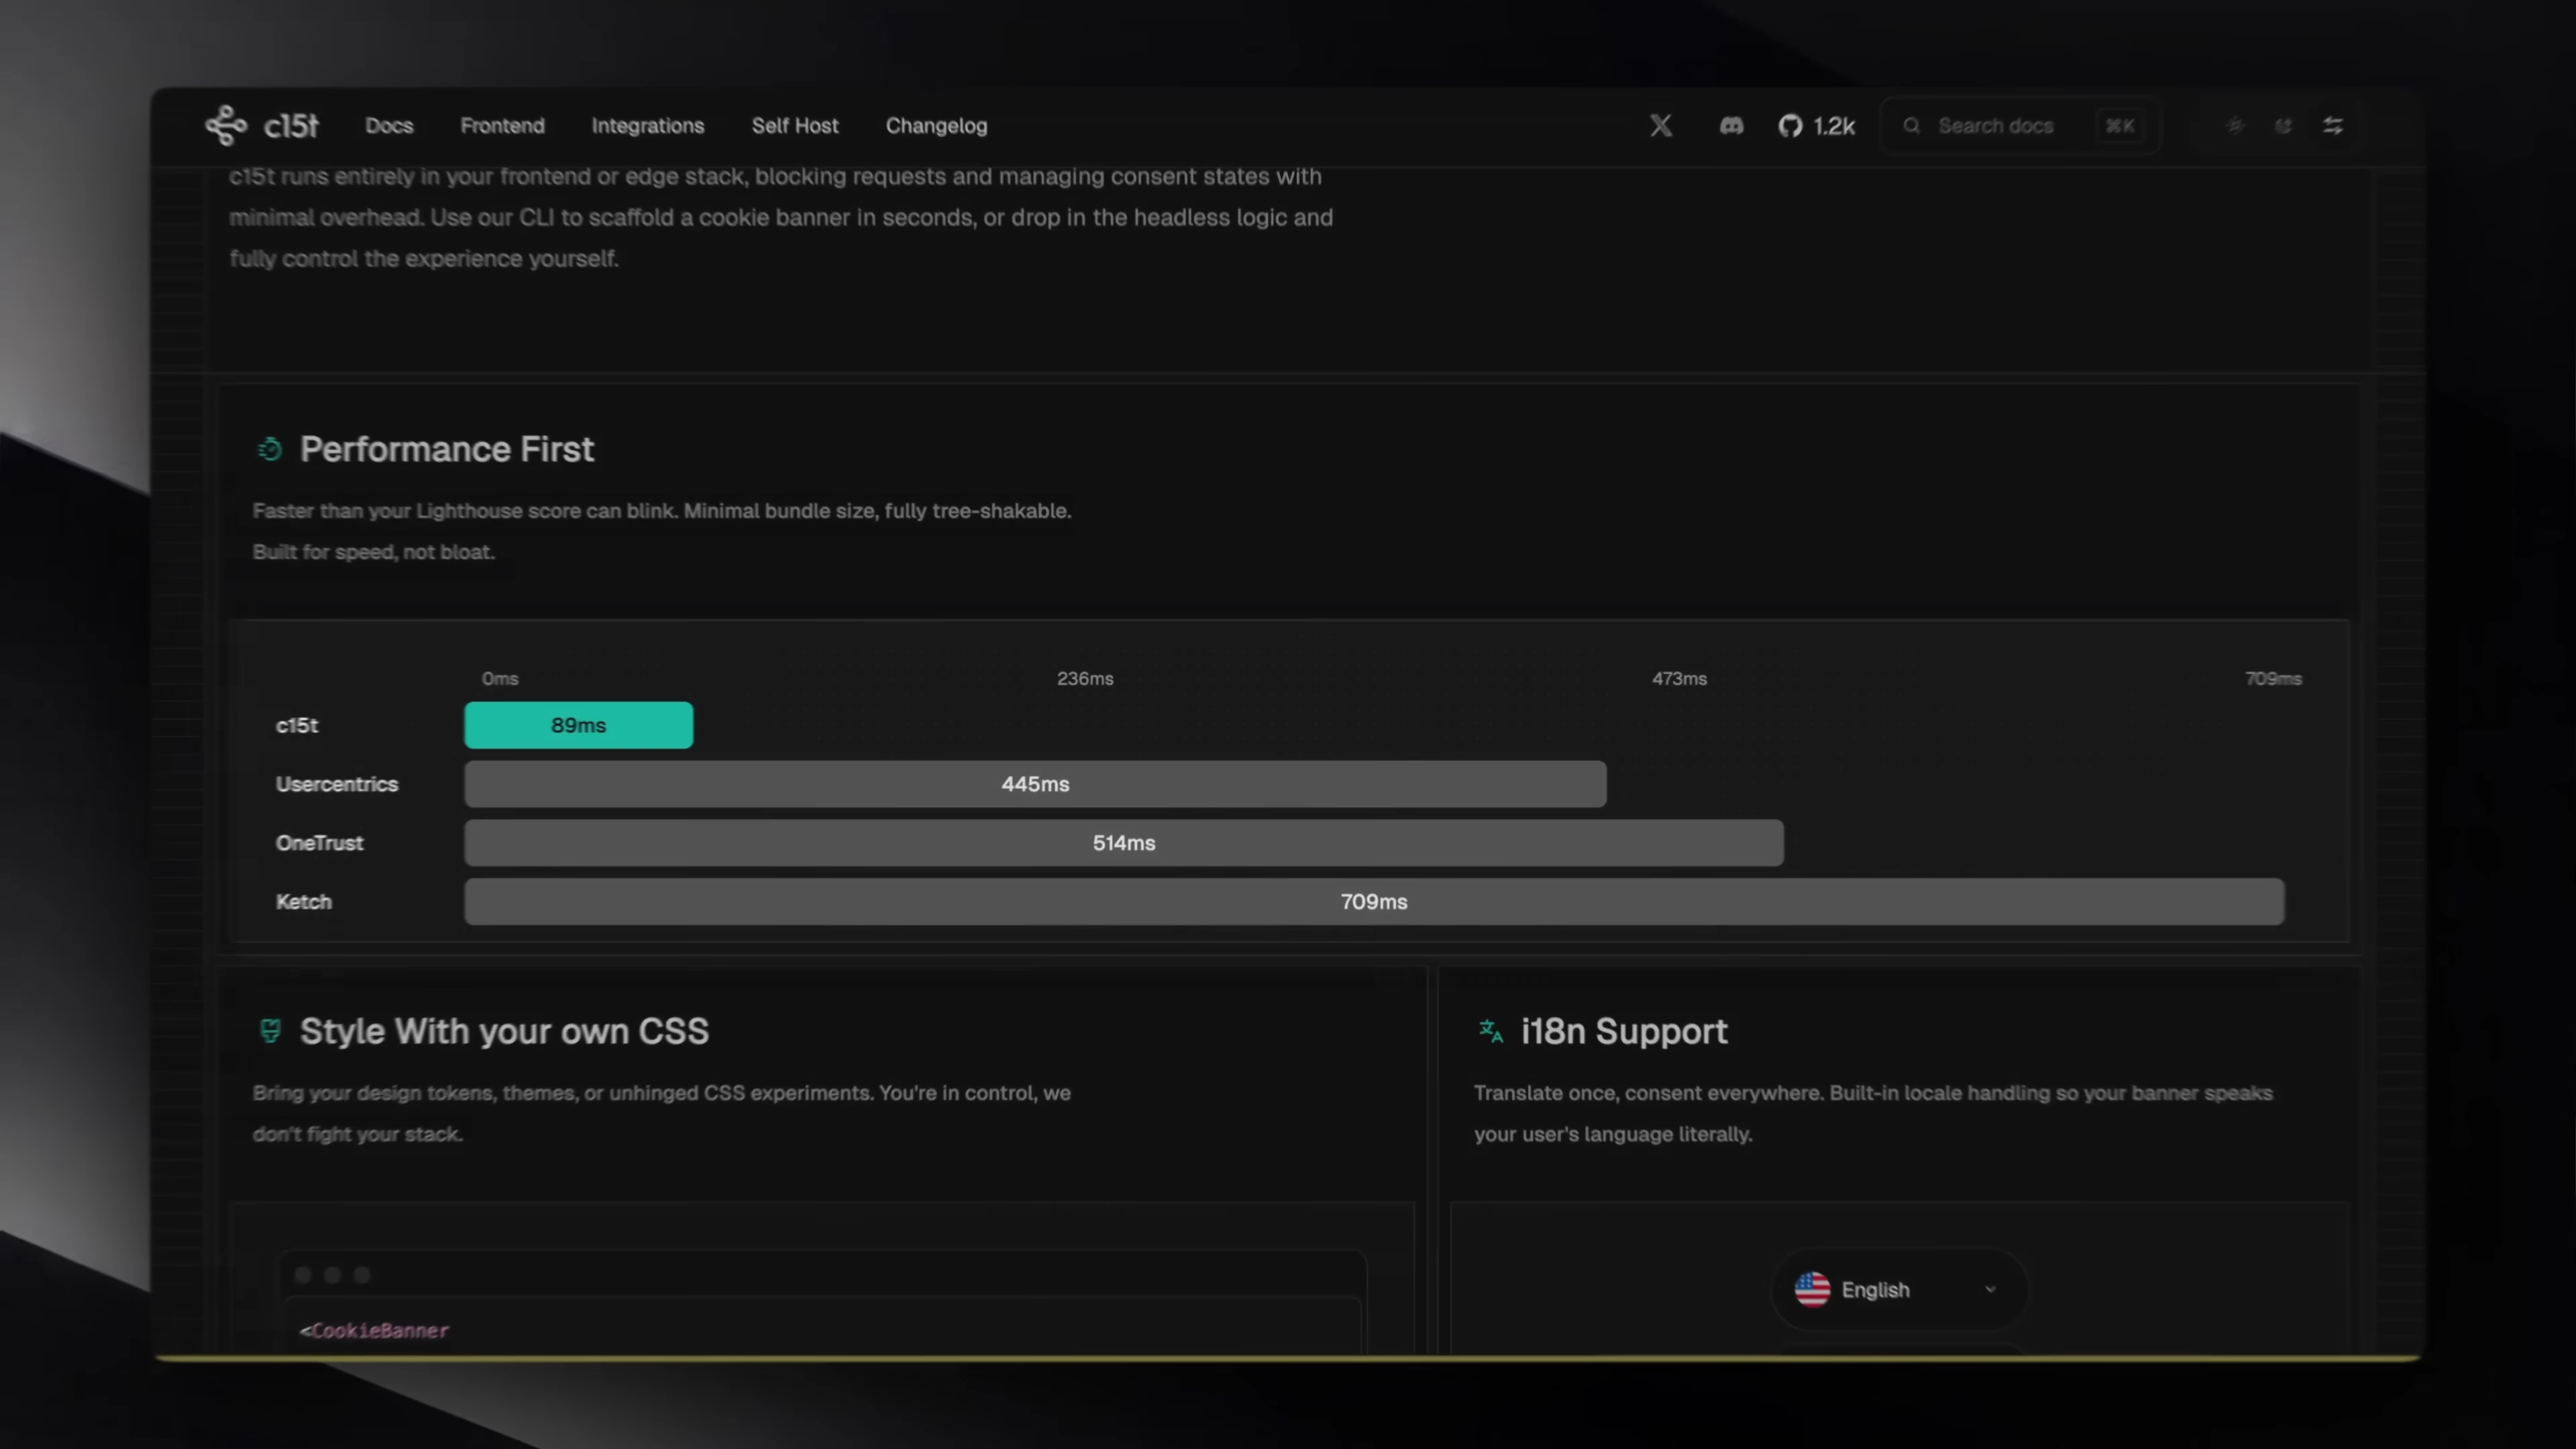 c15t Docs Frontend Integrations Self Host Changelog 1.2k Search docs ⌘K
c15t runs entirely in your frontend or edge stack, blocking requests and managing consent states with
minimal overhead. Use our CLI to scaffold a cookie banner in seconds, or drop in the headless logic and
fully control the experience yourself.
Performance First
Faster than your Lighthouse score can blink. Minimal bundle size, fully tree-shakable.
Built for speed, not bloat.
0ms 236ms 473ms 709ms
c15t 89ms
Usercentrics 445ms
OneTrust 514ms
Ketch 709ms
Style With your own CSS
Bring your design tokens, themes, or unhinged CSS experiments. You're in control, we
don't fight your stack.
<CookieBanner
i18n Support
Translate once, consent everywhere. Built-in locale handling so your banner speaks
your user's language literally.
English